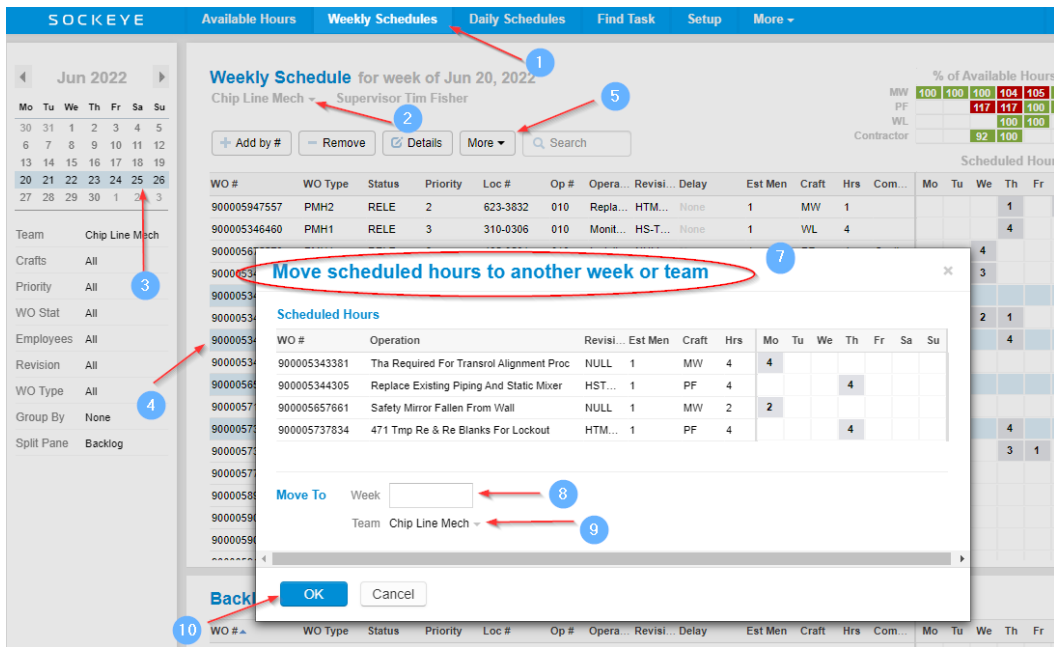 SOCKEYE Available Hours Weekly Schedules Daily Schedules Find Task Setup More
1
Jun 2022
Mo Tu We Th Fr Sa Su
30 31 1 2 3 4 5
6 7 8 9 10 11 12
13 14 15 16 17 18 19
20 21 22 23 24 25 26
27 28 29 30 1 2 3
Team Chip Line Mech
Crafts All
Priority All
3
WO Stat All
Employees All
Revision All
WO Type All
4
Group By None
Split Pane Backlog
Weekly Schedule for week of Jun 20, 2022
Chip Line Mech Supervisor Tim Fisher
2
5
% of Available Hours
MW 100 100 100 104 105
PF 117 117 100
WL 100 100
Contractor 92 100
Scheduled Hour
+ Add by # − Remove Details More Search
WO # WO Type Status Priority Loc # Op # Opera... Revisi... Delay Est Men Craft Hrs Com... Mo Tu We Th Fr
900005947557 PMH2 RELE 2 623-3832 010 Repla... HTM... None 1 MW 1 1
900005346460 PMH1 RELE 3 310-0306 010 Monit... HS-T... None 1 WL 4 4
4
3
2 1
4
4
3 1
7
Move scheduled hours to another week or team ×
Scheduled Hours
WO # Operation Revisi... Est Men Craft Hrs Mo Tu We Th Fr Sa Su
900005343381 Tha Required For Transrol Alignment Proc NULL 1 MW 4 4
900005344305 Replace Existing Piping And Static Mixer HST... 1 PF 4 4
900005657661 Safety Mirror Fallen From Wall NULL 1 MW 2 2
900005737834 471 Tmp Re & Re Blanks For Lockout HTM... 1 PF 4 4
Move To Week 8
Team Chip Line Mech 9
OK Cancel
10
Backl
WO # WO Type Status Priority Loc # Op # Opera... Revisi... Delay Est Men Craft Hrs Com... Mo Tu We Th Fr